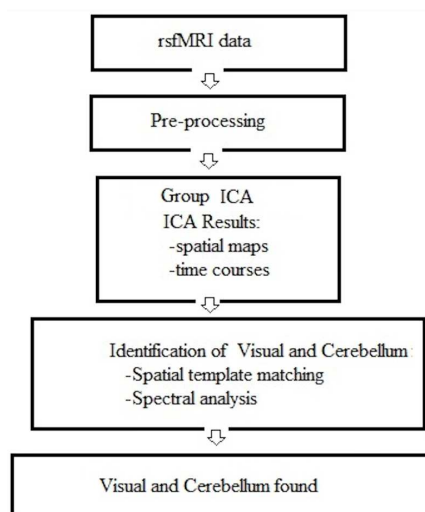 rsfMRI data
Pre-processing
Group ICA
ICA Results:
-spatial maps
-time courses
Identification of Visual and Cerebellum:
-Spatial template matching
-Spectral analysis
Visual and Cerebellum found